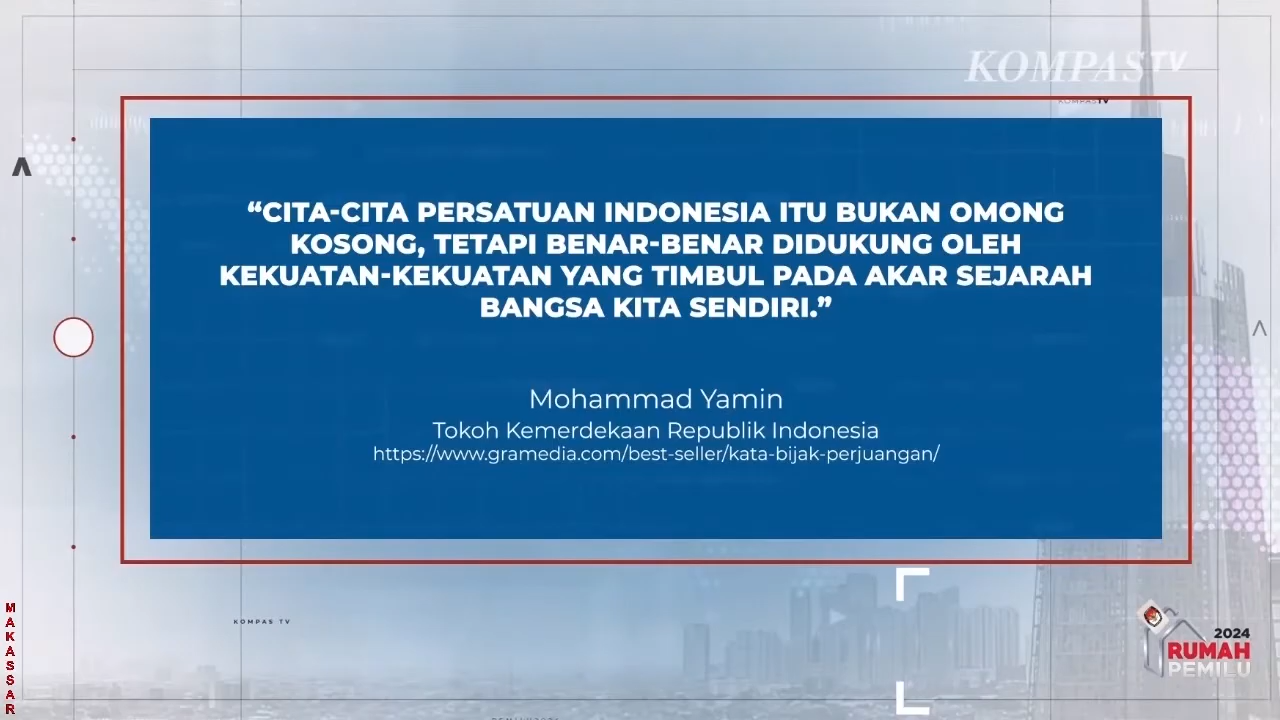 KOMPASTV
KOMPASTV
“CITA-CITA PERSATUAN INDONESIA ITU BUKAN OMONG
KOSONG, TETAPI BENAR-BENAR DIDUKUNG OLEH
KEKUATAN-KEKUATAN YANG TIMBUL PADA AKAR SEJARAH
BANGSA KITA SENDIRI.”
Mohammad Yamin
Tokoh Kemerdekaan Republik Indonesia
https://www.gramedia.com/best-seller/kata-bijak-perjuangan/
MAKASSAR
KOMPAS TV
2024
RUMAH
PEMILU